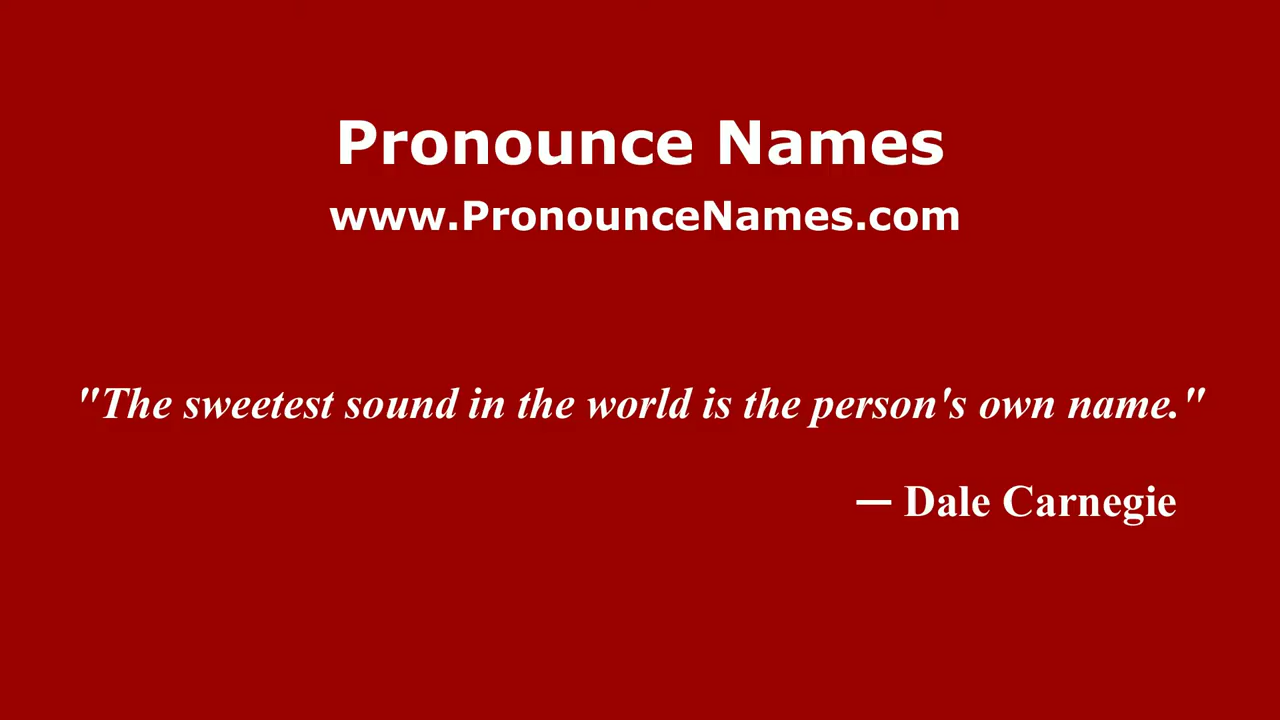 Pronounce Names
www.PronounceNames.com
"The sweetest sound in the world is the person's own name."
— Dale Carnegie